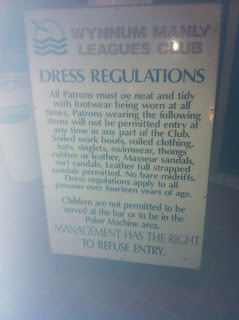 WYNNUM MANLY
LEAGUES CLUB
DRESS REGULATIONS
All Patrons must oe neat and tidy
with footwear being worn at all
times. Patrons wearing the following
items will not be permitted entry at
any time in any part of the Club.
Soiled work boots, soiled clothing,
hats, singlets, swimwear, thongs
rubber or leather, Masseur sandals,
surf sandals. Leather full strapped
sandals permitted. No bare midriffs.
Dress regulations apply to all
persons over fourteen years of age.
Children are not permitted to be
served at the bar or to be in the
Poker Machine area.
MANAGEMENT HAS THE RIGHT
TO REFUSE ENTRY.